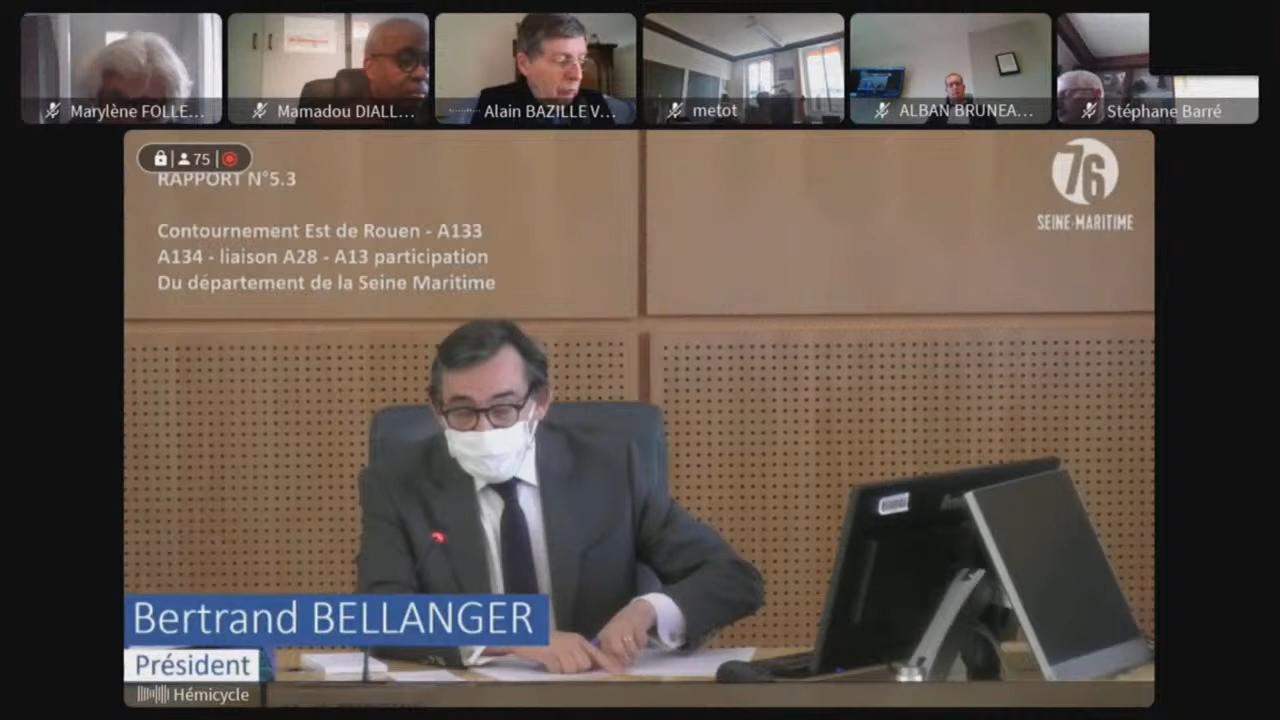 Marylène FOLLE...
Mamadou DIALL...
Alain BAZILLE V...
metot
ALBAN BRUNEA...
Stéphane Barré
75
RAPPORT N°5.3
76
SEINE-MARITIME
Contournement Est de Rouen - A133
A134 - liaison A28 - A13 participation
Du département de la Seine Maritime
Bertrand BELLANGER
Président
Hémicycle